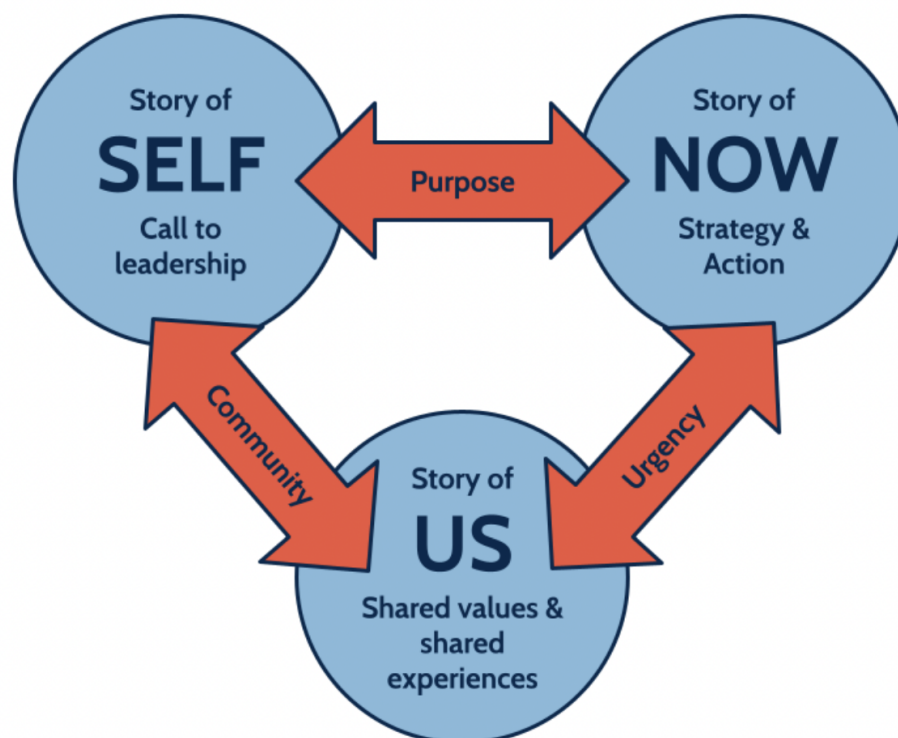 Story of
SELF
Call to
leadership
Purpose
Story of
NOW
Strategy &
Action
Community
Urgency
Story of
US
Shared values &
shared
experiences